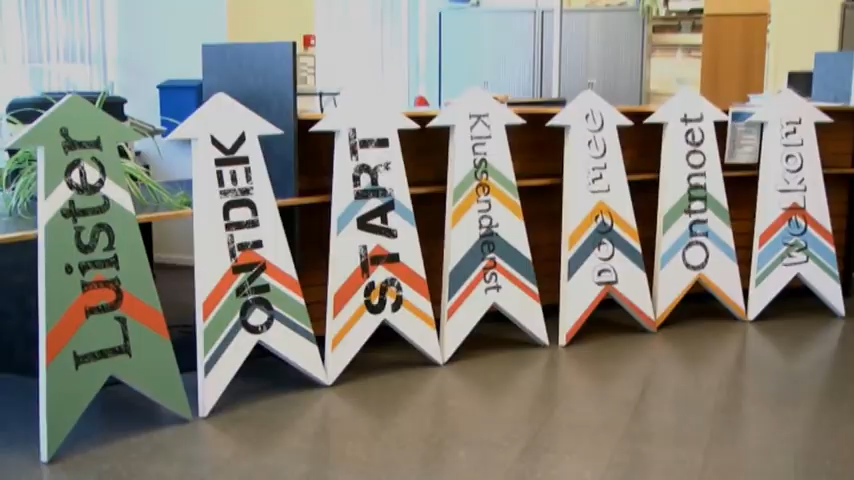 Luister
ONTDEK
START
Klussendienst
Doe mee
Ontmoet
Welkom